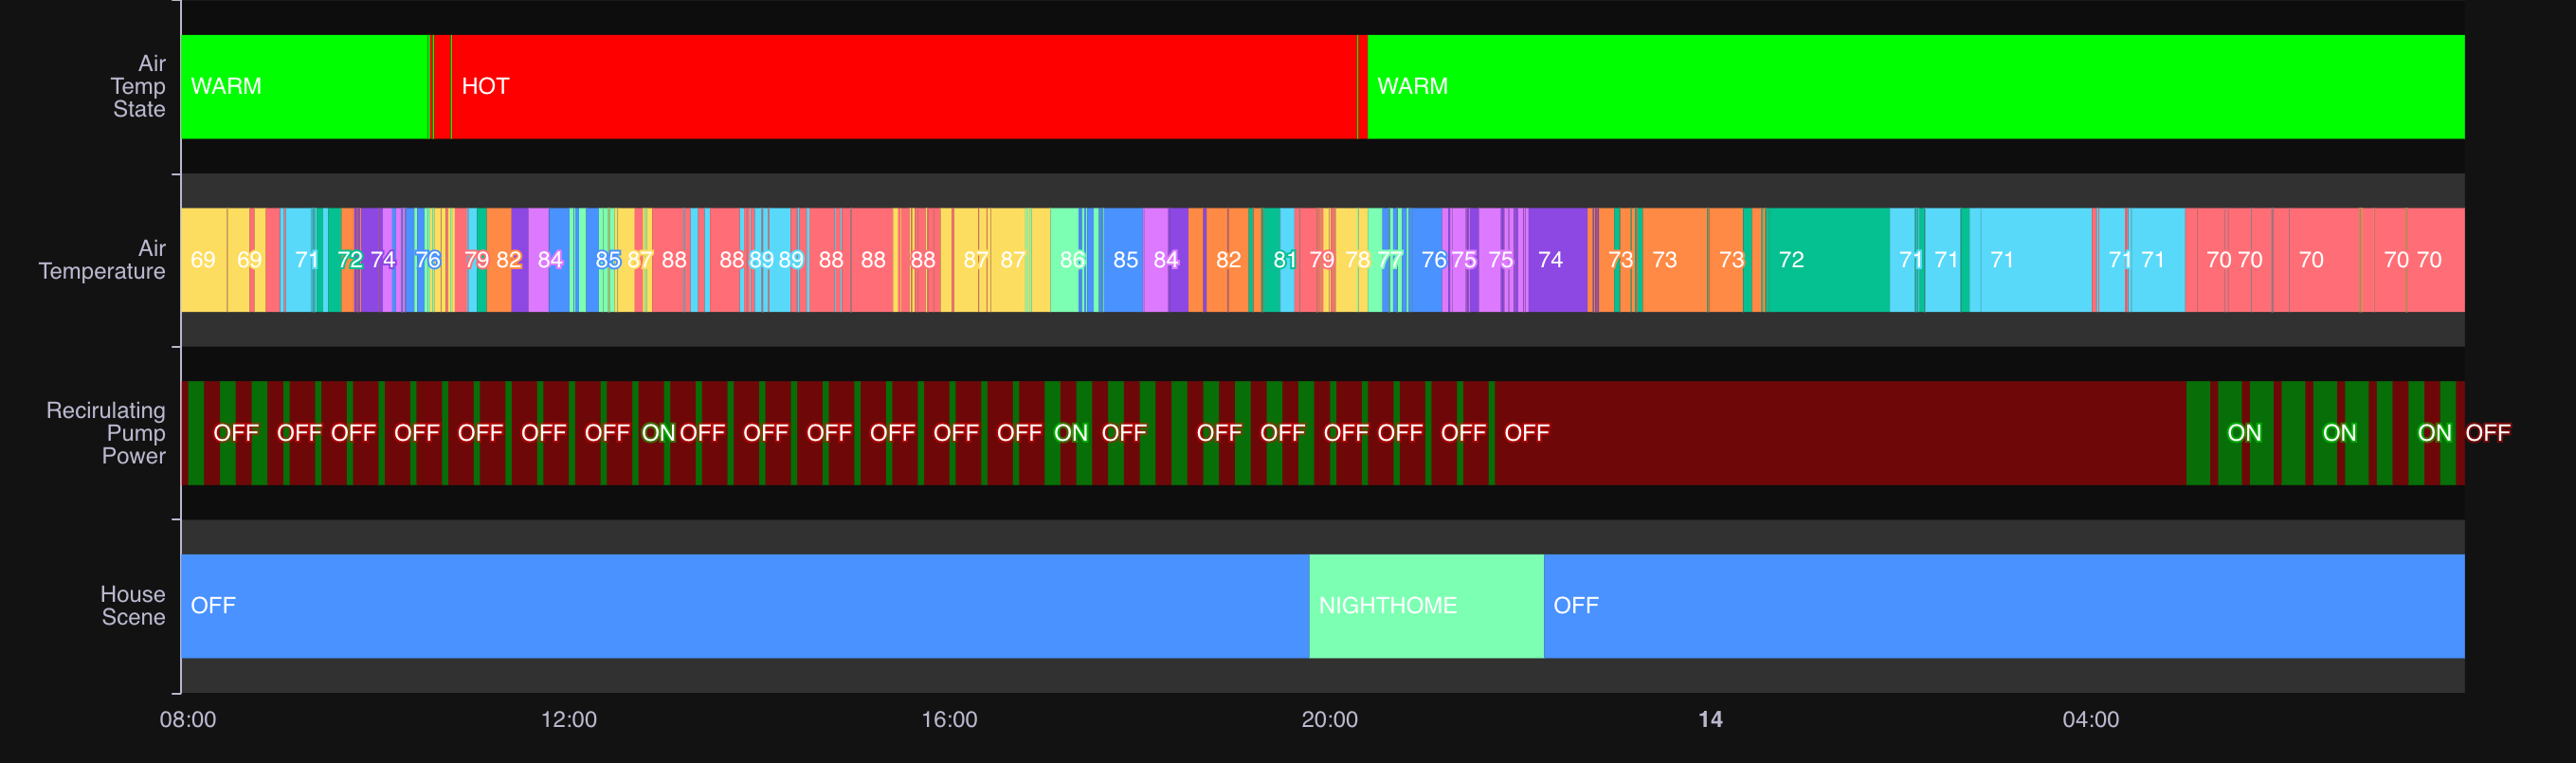 Air
Temp
State
WARM HOT WARM
Air
Temperature
69 69 71 72 74 76 79 82 84 85 87 88 88 89 89 88 88 88 87 87 86 85 84 82 81 79 78 77 76 75 75 74 73 73 73 72 71 71 71 71 71 70 70 70 70 70
Recirulating
Pump
Power
OFF OFF OFF OFF OFF OFF OFF ON OFF OFF OFF OFF OFF OFF ON OFF OFF OFF OFF OFF OFF OFF ON ON ON OFF
House
Scene
OFF NIGHTHOME OFF
08:00 12:00 16:00 20:00 14 04:00